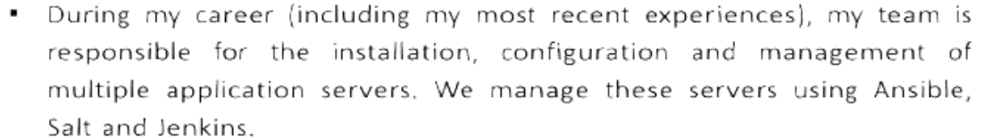 ▪ During my career (including my most recent experiences), my team is
responsible for the installation, configuration and management of
multiple application servers. We manage these servers using Ansible,
Salt and Jenkins.